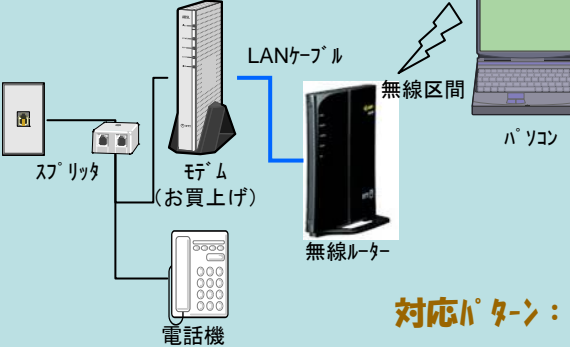 LANケーブル
無線区間
パソコン
スプリッタ
モデム
(お買上げ)
無線ルーター
対応パターン：
電話機